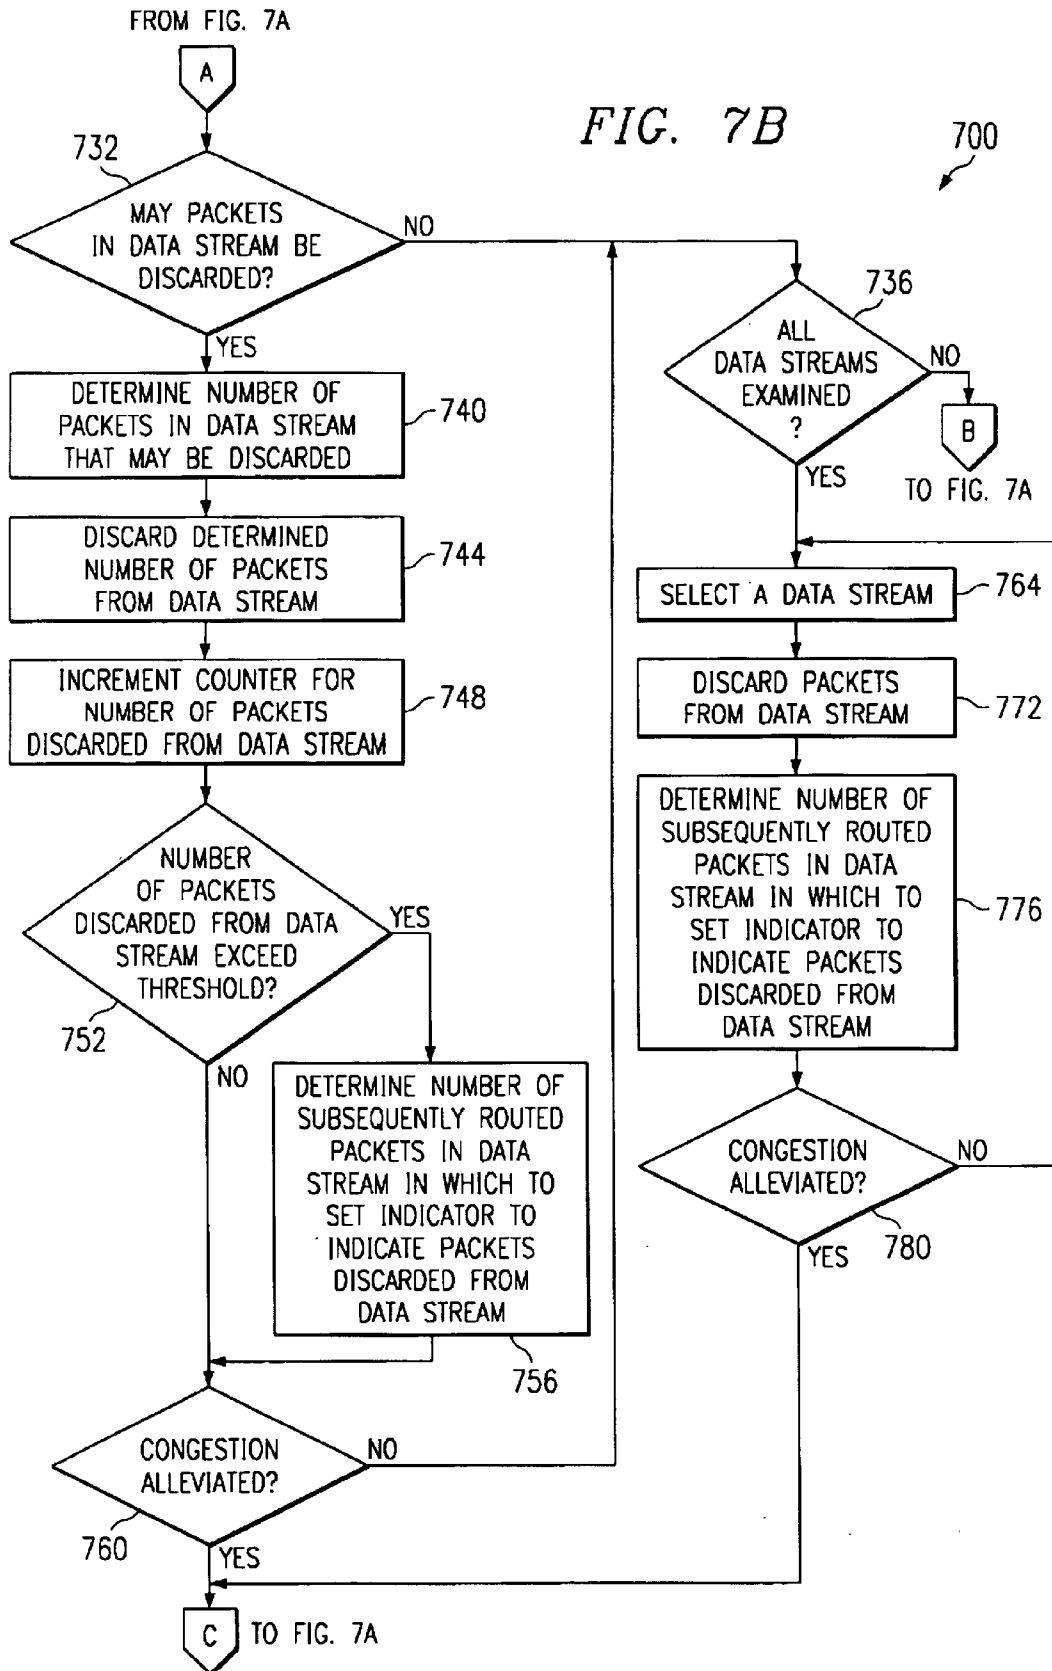 FROM FIG. 7A
A
FIG. 7B
700
732
MAY PACKETS
IN DATA STREAM BE
DISCARDED?
NO
YES
736
ALL
DATA STREAMS
EXAMINED
?
NO
B
TO FIG. 7A
YES
DETERMINE NUMBER OF
PACKETS IN DATA STREAM
THAT MAY BE DISCARDED
740
DISCARD DETERMINED
NUMBER OF PACKETS
FROM DATA STREAM
744
INCREMENT COUNTER FOR
NUMBER OF PACKETS
DISCARDED FROM DATA STREAM
748
NUMBER
OF PACKETS
DISCARDED FROM DATA
STREAM EXCEED
THRESHOLD?
YES
752
NO
DETERMINE NUMBER OF
SUBSEQUENTLY ROUTED
PACKETS IN DATA
STREAM IN WHICH TO
SET INDICATOR TO
INDICATE PACKETS
DISCARDED FROM
DATA STREAM
756
CONGESTION
ALLEVIATED?
NO
760
YES
C
TO FIG. 7A
SELECT A DATA STREAM
764
DISCARD PACKETS
FROM DATA STREAM
772
DETERMINE NUMBER OF
SUBSEQUENTLY ROUTED
PACKETS IN DATA
STREAM IN WHICH TO
SET INDICATOR TO
INDICATE PACKETS
DISCARDED FROM
DATA STREAM
776
CONGESTION
ALLEVIATED?
NO
780
YES